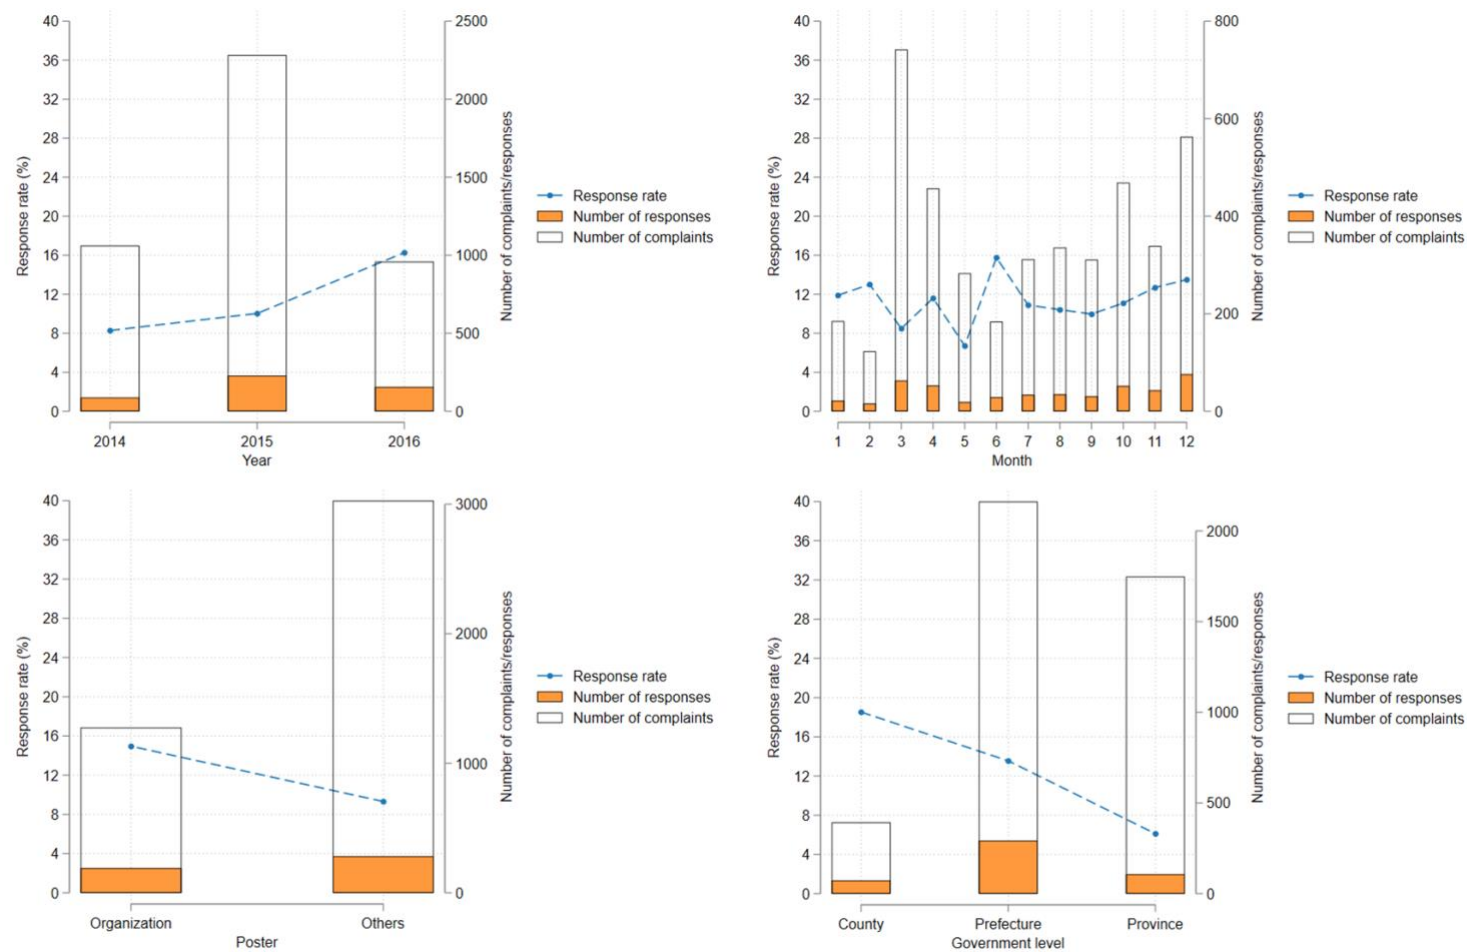 40
36
32
28
24
20
16
12
8
4
0
Response rate (%)
2500
2000
1500
1000
500
0
Number of complaints/responses
2014 2015 2016
Year
Response rate
Number of responses
Number of complaints
40
36
32
28
24
20
16
12
8
4
0
Response rate (%)
800
600
400
200
0
Number of complaints/responses
1 2 3 4 5 6 7 8 9 10 11 12
Month
Response rate
Number of responses
Number of complaints
40
36
32
28
24
20
16
12
8
4
0
Response rate (%)
3000
2000
1000
0
Number of complaints/responses
Organization Others
Poster
Response rate
Number of responses
Number of complaints
40
36
32
28
24
20
16
12
8
4
0
Response rate (%)
2000
1500
1000
500
0
Number of complaints/responses
County Prefecture Province
Government level
Response rate
Number of responses
Number of complaints